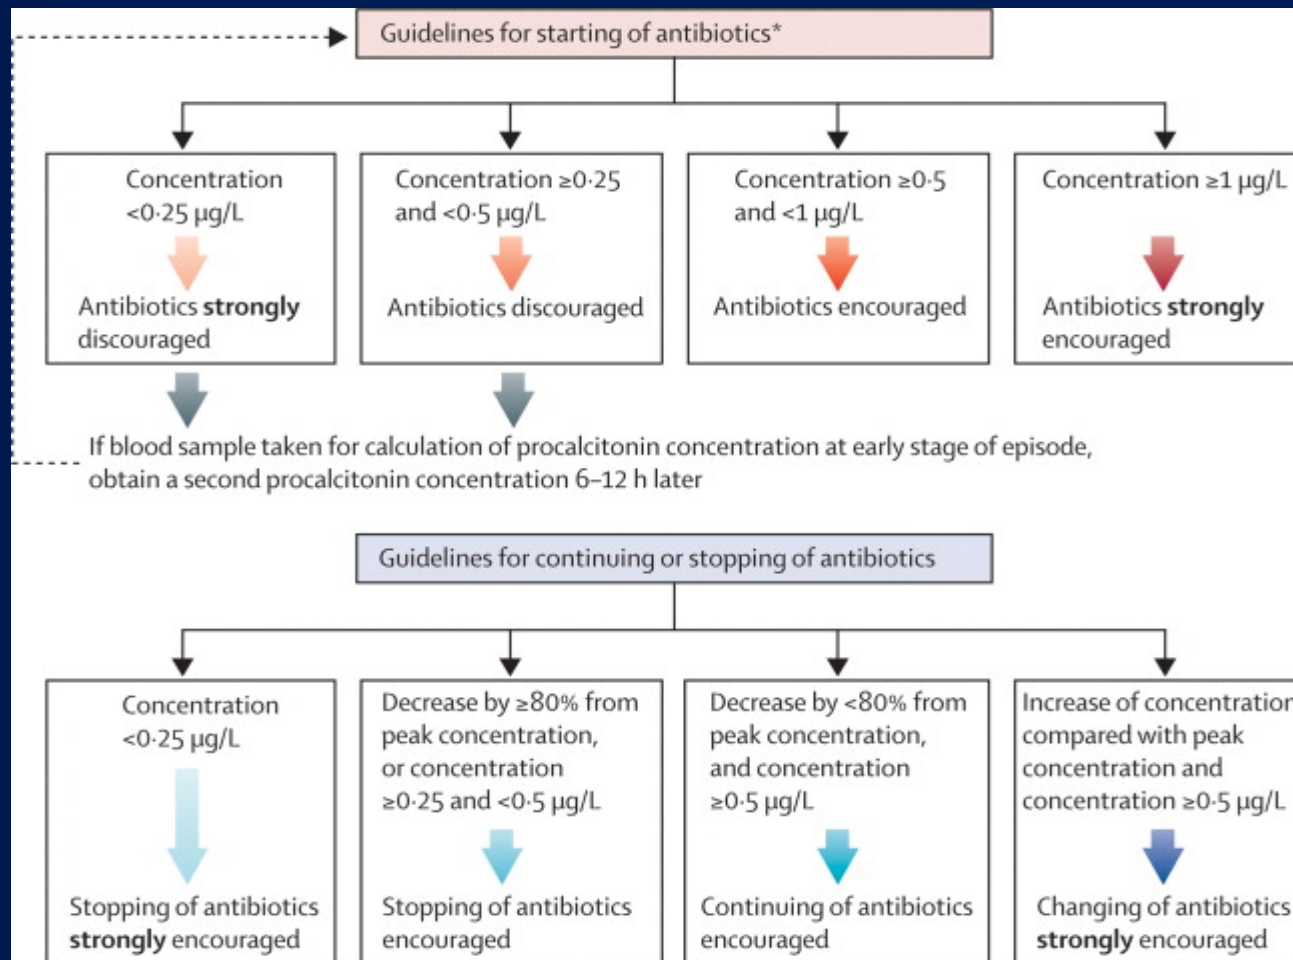 Guidelines for starting of antibiotics*
Concentration
<0·25 µg/L
Antibiotics strongly
discouraged
Concentration ≥0·25
and <0·5 µg/L
Antibiotics discouraged
Concentration ≥0·5
and <1 µg/L
Antibiotics encouraged
Concentration ≥1 µg/L
Antibiotics strongly
encouraged
If blood sample taken for calculation of procalcitonin concentration at early stage of episode,
obtain a second procalcitonin concentration 6–12 h later
Guidelines for continuing or stopping of antibiotics
Concentration
<0·25 µg/L
Stopping of antibiotics
strongly encouraged
Decrease by ≥80% from
peak concentration,
or concentration
≥0·25 and <0·5 µg/L
Stopping of antibiotics
encouraged
Decrease by <80% from
peak concentration,
and concentration
≥0·5 µg/L
Continuing of antibiotics
encouraged
Increase of concentration
compared with peak
concentration and
concentration ≥0·5 µg/L
Changing of antibiotics
strongly encouraged